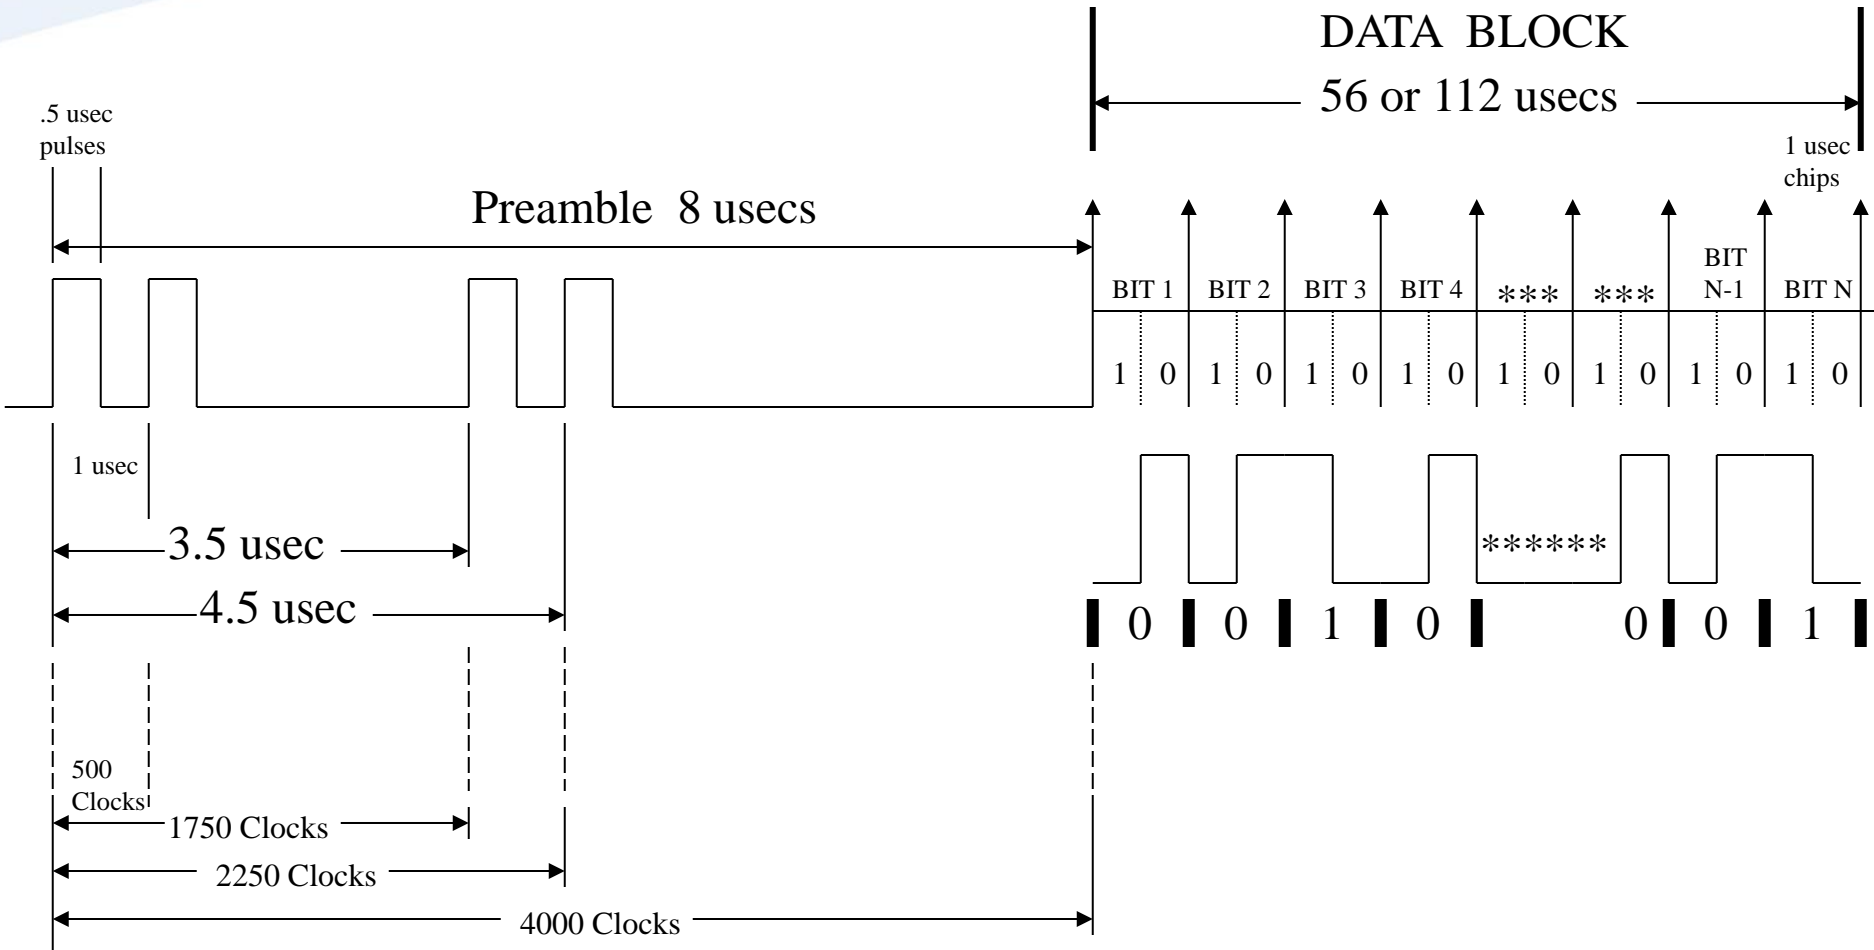 DATA BLOCK
56 or 112 usecs
.5 usec
pulses
1 usec
chips
Preamble 8 usecs
BIT 1
BIT 2
BIT 3
BIT 4
***
***
BIT
N-1
BIT N
1 0 1 0 1 0 1 0 1 0 1 0 1 0 1 0
1 usec
3.5 usec
******
4.5 usec
0 0 1 0 0 0 1
500
Clocks
1750 Clocks
2250 Clocks
4000 Clocks